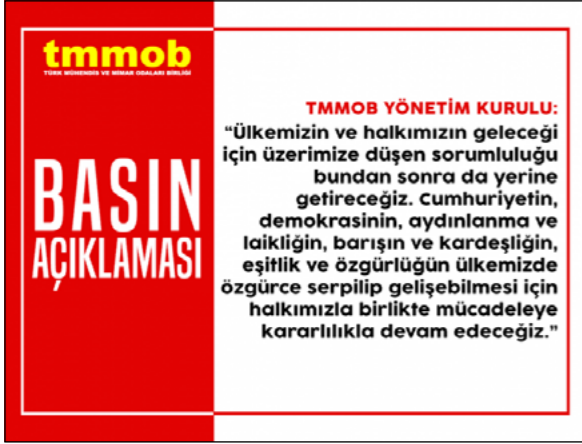 tmmob
TÜRK MÜHENDİS VE MİMAR ODALARI BİRLİĞİ
BASIN
AÇIKLAMASI
TMMOB YÖNETİM KURULU:
“Ülkemizin ve halkımızın geleceği
için üzerimize düşen sorumluluğu
bundan sonra da yerine
getireceğiz. Cumhuriyetin,
demokrasinin, aydınlanma ve
laikliğin, barışın ve kardeşliğin,
eşitlik ve özgürlüğün ülkemizde
özgürce serpilip gelişebilmesi için
halkımızla birlikte mücadeleye
kararlılıkla devam edeceğiz.”